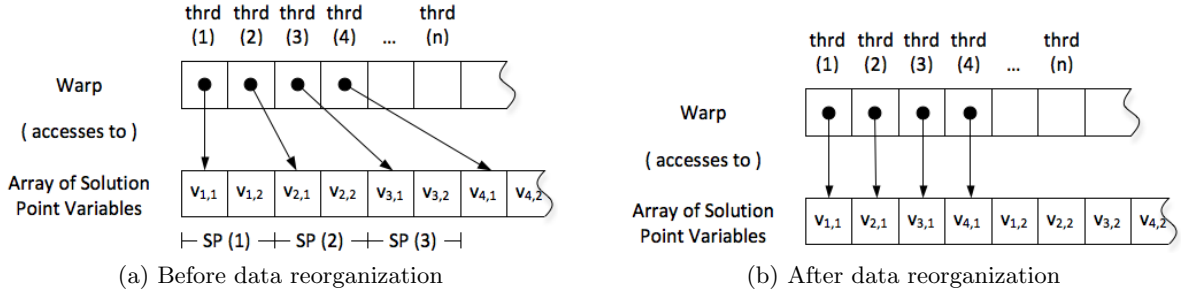 thrd thrd thrd thrd thrd
(1) (2) (3) (4) ... (n)
Warp
( accesses to )
Array of Solution
Point Variables
v1,1 v1,2 v2,1 v2,2 v3,1 v3,2 v4,1 v4,2
SP (1) SP (2) SP (3)
(a) Before data reorganization
thrd thrd thrd thrd thrd
(1) (2) (3) (4) ... (n)
Warp
( accesses to )
Array of Solution
Point Variables
v1,1 v2,1 v3,1 v4,1 v1,2 v2,2 v3,2 v4,2
(b) After data reorganization